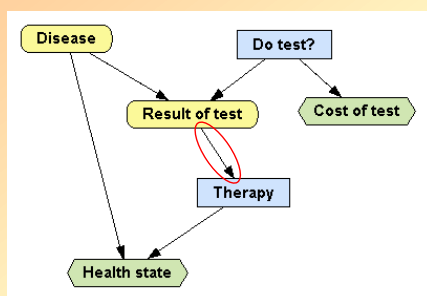 Disease
Do test?
Result of test
Cost of test
Therapy
Health state